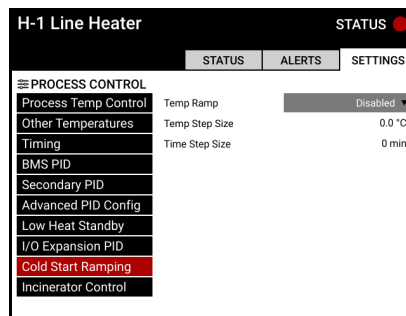 H-1 Line Heater STATUS
STATUS ALERTS SETTINGS
PROCESS CONTROL
Process Temp Control Temp Ramp Disabled
Other Temperatures Temp Step Size 0.0 °C
Timing Time Step Size 0 min
BMS PID
Secondary PID
Advanced PID Config
Low Heat Standby
I/O Expansion PID
Cold Start Ramping
Incinerator Control